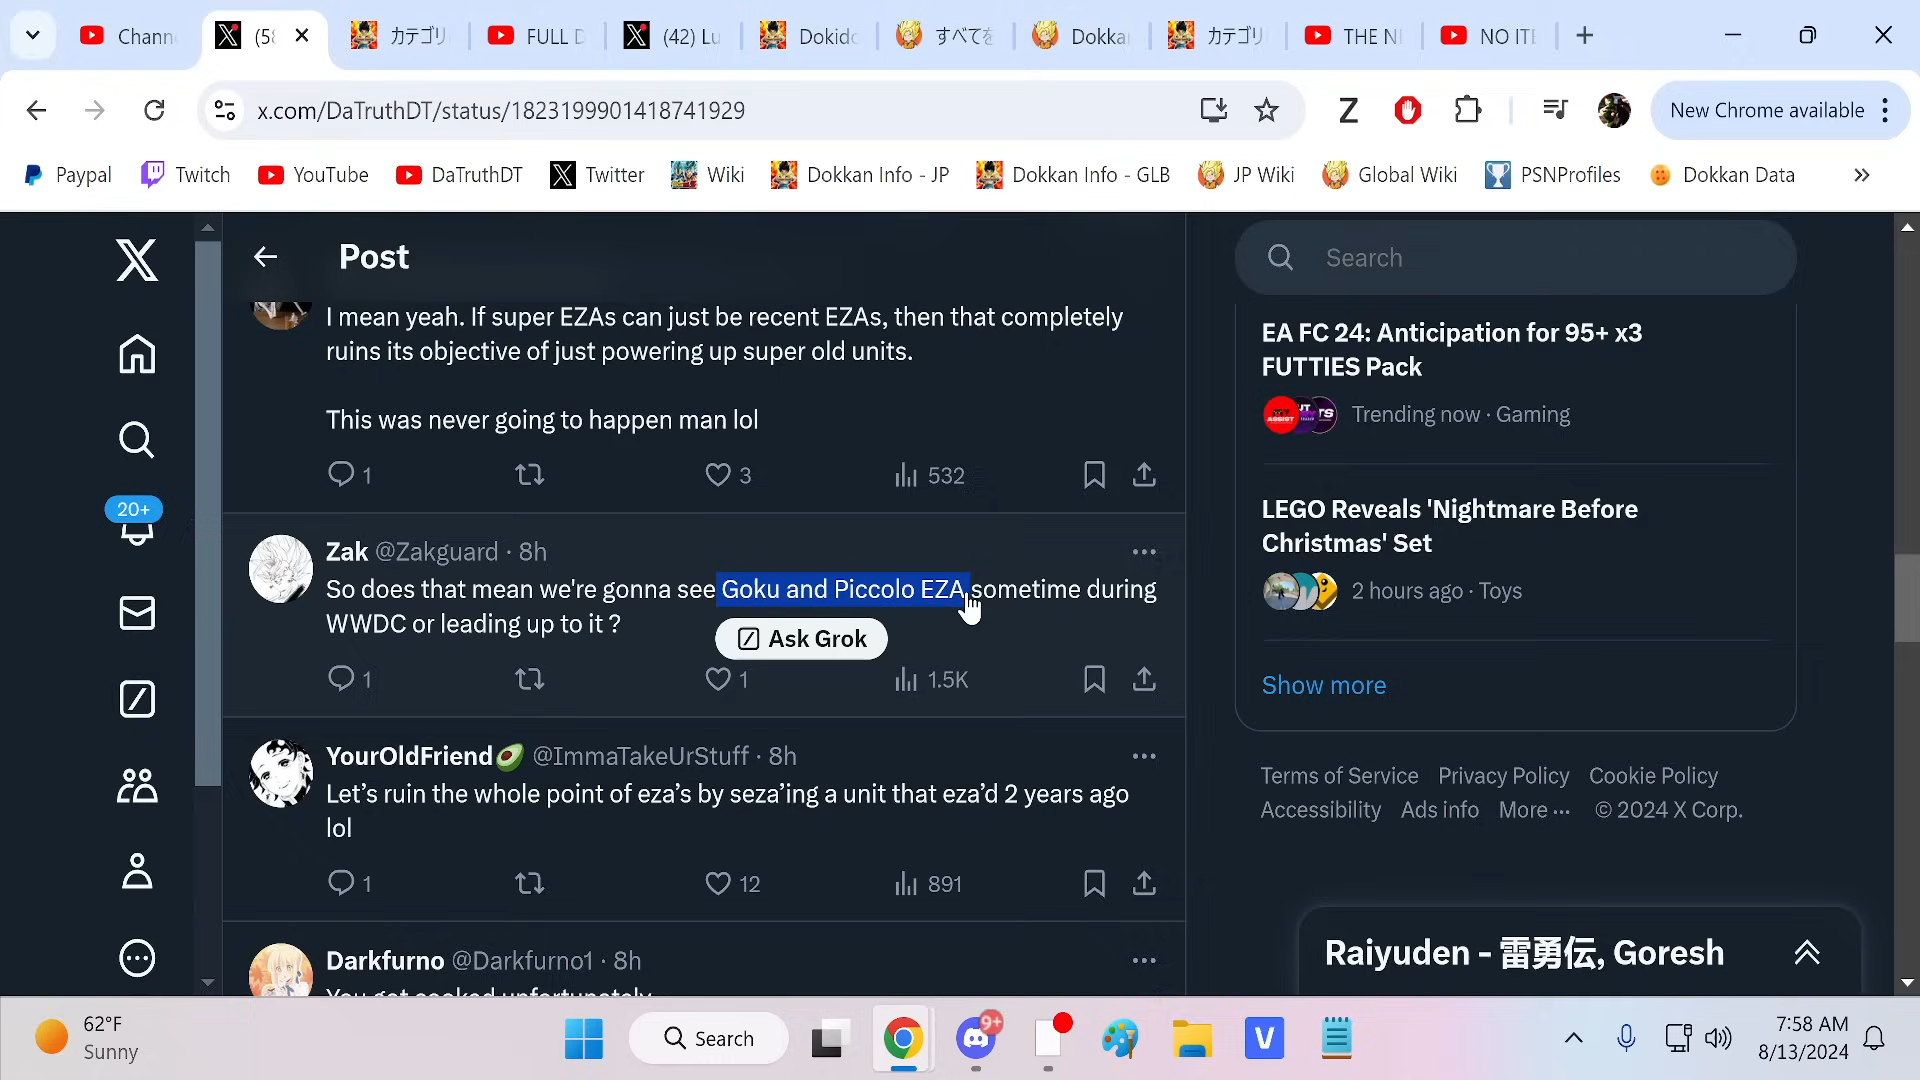 Chann
(58
カテゴリ
FULL D
(42) Lu
Dokido
すべてを
Dokka
カテゴリ
THE N
NO ITE
x.com/DaTruthDT/status/1823199901418741929
Z
New Chrome available
Paypal
Twitch
YouTube
DaTruthDT
Twitter
Wiki
Dokkan Info - JP
Dokkan Info - GLB
JP Wiki
Global Wiki
PSNProfiles
Dokkan Data
Post
Search
I mean yeah. If super EZAs can just be recent EZAs, then that completely
ruins its objective of just powering up super old units.
This was never going to happen man lol
1
3
532
20+
Zak @Zakguard · 8h
So does that mean we're gonna see Goku and Piccolo EZA sometime during
WWDC or leading up to it ?
Ask Grok
1
1
1.5K
YourOldFriend🥑 @ImmaTakeUrStuff · 8h
Let's ruin the whole point of eza's by seza'ing a unit that eza'd 2 years ago
lol
1
12
891
Darkfurno @Darkfurno1 · 8h
You got cooked unfortunately
EA FC 24: Anticipation for 95+ x3
FUTTIES Pack
Trending now · Gaming
LEGO Reveals 'Nightmare Before
Christmas' Set
2 hours ago · Toys
Show more
Terms of Service Privacy Policy Cookie Policy
Accessibility Ads info More ··· © 2024 X Corp.
Raiyuden - 雷勇伝, Goresh
62°F
Sunny
Search
9+
V
7:58 AM
8/13/2024